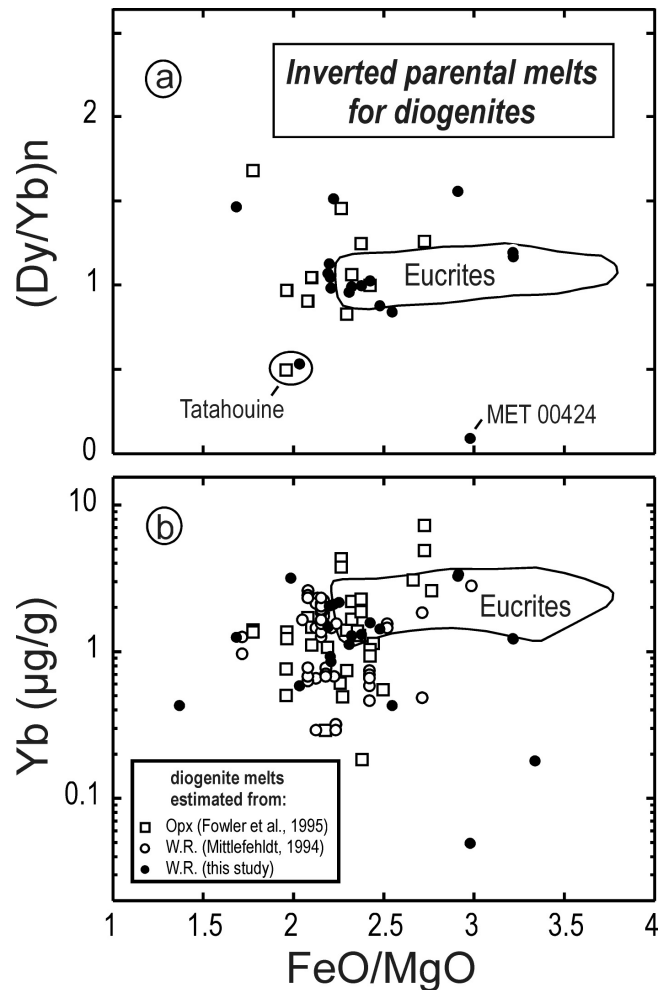 a
Inverted parental melts
for diogenites
(Dy/Yb)n
2
1
0
Eucrites
Tatahouine
MET 00424
b
Yb (µg/g)
10
1
0.1
Eucrites
diogenite melts
estimated from:
Opx (Fowler et al., 1995)
W.R. (Mittlefehldt, 1994)
W.R. (this study)
1 1.5 2 2.5 3 3.5 4
FeO/MgO